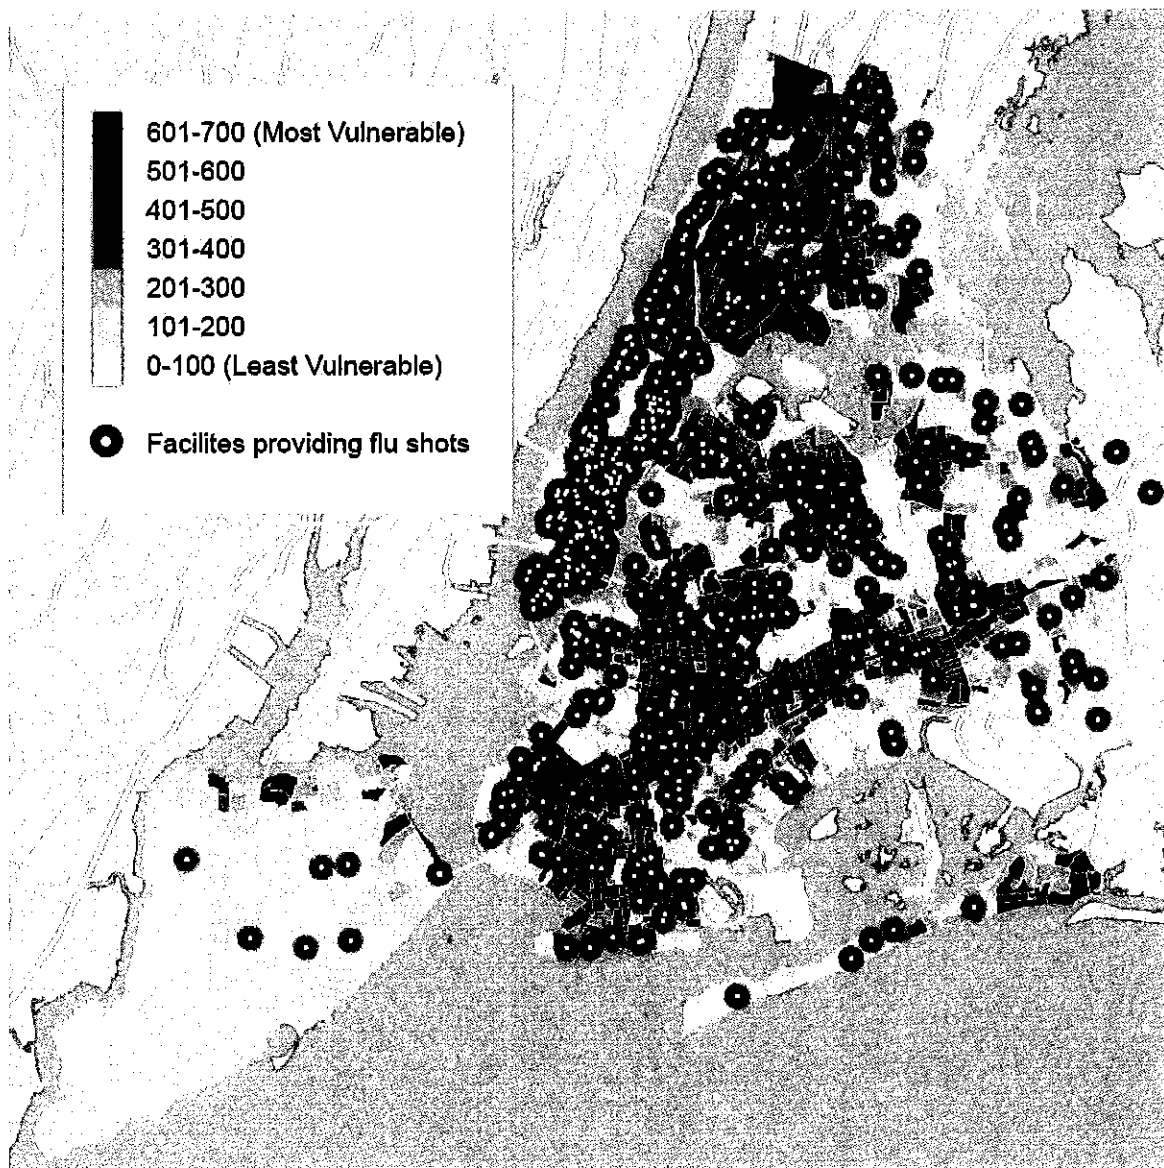 601-700 (Most Vulnerable)
501-600
401-500
301-400
201-300
101-200
0-100 (Least Vulnerable)
Facilites providing flu shots